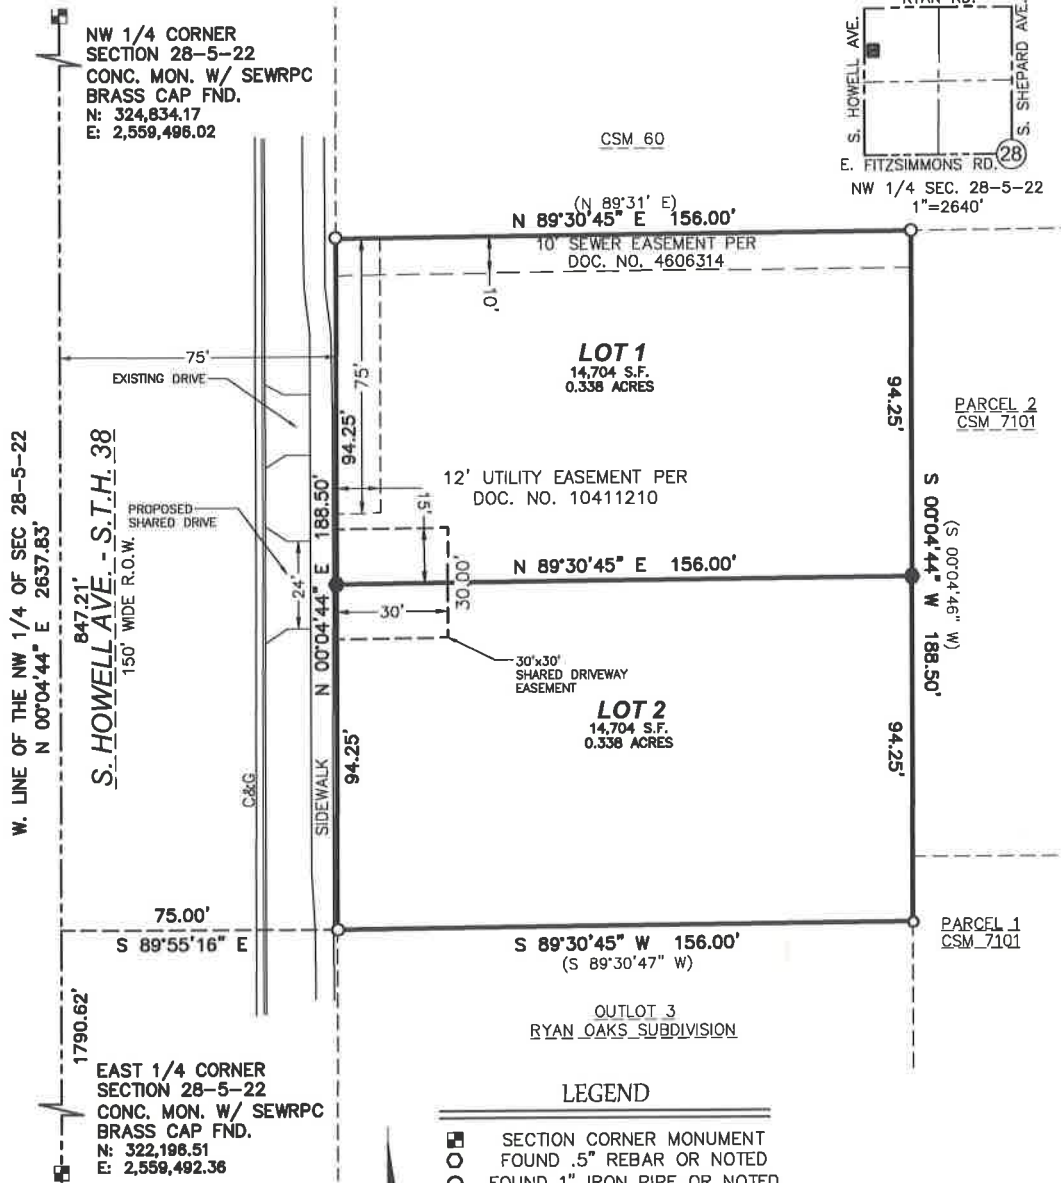 NW 1/4 CORNER
SECTION 28-5-22
CONC. MON. W/ SEWRPC
BRASS CAP FND.
N: 324,834.17
E: 2,559,496.02
RYAN RD.
S. HOWELL AVE.
S. SHEPARD AVE.
E. FITZSIMMONS RD.
28
NW 1/4 SEC. 28-5-22
1"=2640'
CSM 60
(N 89°31' E)
N 89°30'45" E 156.00'
10' SEWER EASEMENT PER
DOC. NO. 4606314
10'
75'
EXISTING DRIVE
75'
94.25'
LOT 1
14,704 S.F.
0.338 ACRES
94.25'
PARCEL 2
CSM 7101
12' UTILITY EASEMENT PER
DOC. NO. 10411210
15'
PROPOSED
SHARED DRIVE
24'
N 00°04'44" E 188.50'
N 89°30'45" E 156.00'
30.00'
30'
30'x30'
SHARED DRIVEWAY
EASEMENT
S 00°04'44" W 188.50'
(S 00°04'46" W)
W. LINE OF THE NW 1/4 OF SEC 28-5-22
N 00°04'44" E 2637.83'
847.21'
S. HOWELL AVE. - S.T.H. 38
150' WIDE R.O.W.
LOT 2
14,704 S.F.
0.338 ACRES
94.25'
94.25'
C&G
SIDEWALK
75.00'
S 89°55'16" E
S 89°30'45" W 156.00'
(S 89°30'47" W)
PARCEL 1
CSM 7101
OUTLOT 3
RYAN OAKS SUBDIVISION
1790.62'
EAST 1/4 CORNER
SECTION 28-5-22
CONC. MON. W/ SEWRPC
BRASS CAP FND.
N: 322,196.51
E: 2,559,492.36
LEGEND
SECTION CORNER MONUMENT
FOUND .5" REBAR OR NOTED
FOUND 1" IRON PIPE OR NOTED